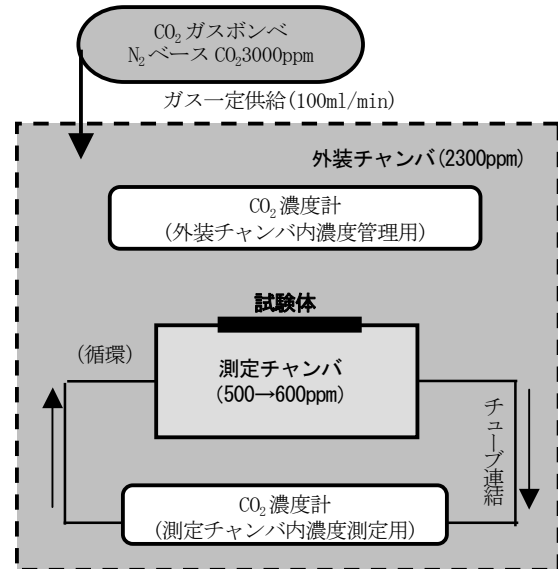 CO₂ガスボンベ
N₂ベース CO₂3000ppm
ガス一定供給(100ml/min)
外装チャンバ(2300ppm)
CO₂濃度計
(外装チャンバ内濃度管理用)
試験体
(循環)
測定チャンバ
(500→600ppm)
チューブ連結
CO₂濃度計
(測定チャンバ内濃度測定用)